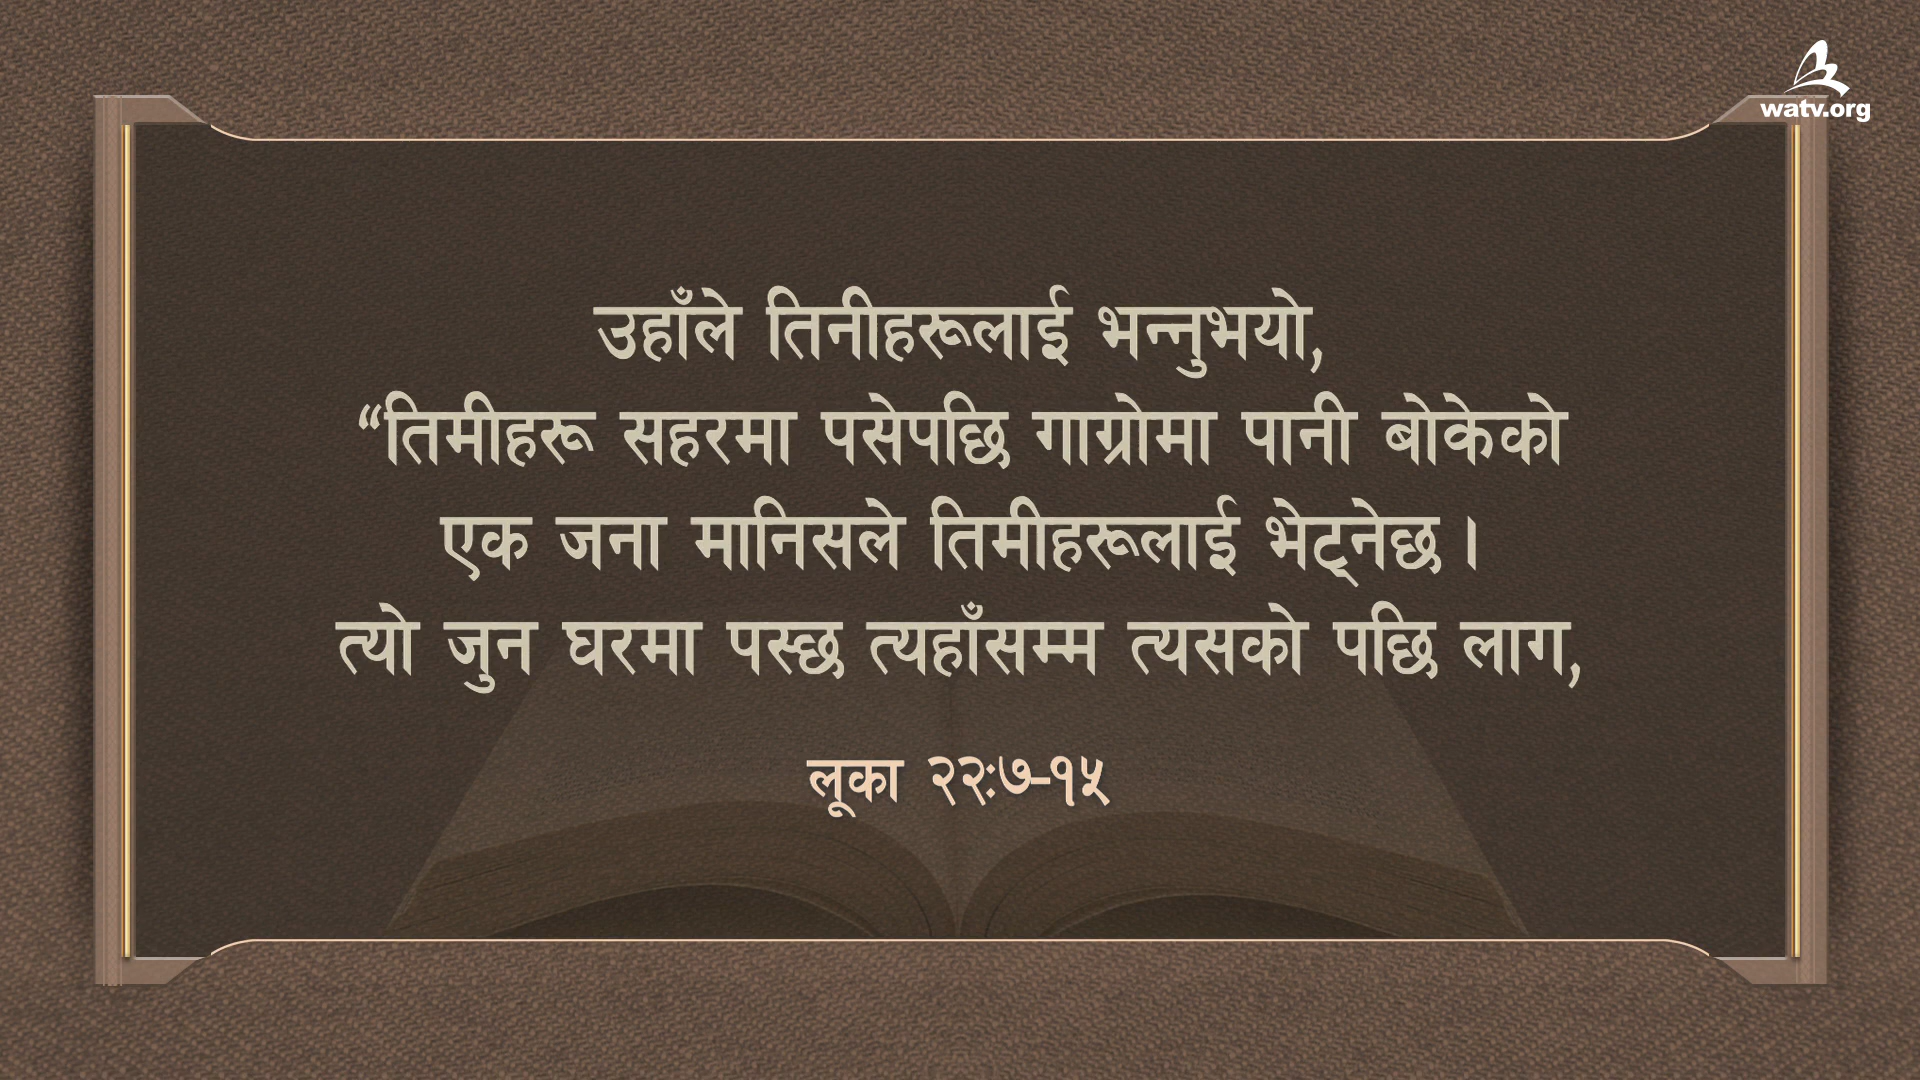 watv.org
उहाँले तिनीहरूलाई भन्नुभयो,
“तिमीहरू सहरमा पसेपछि गाग्रोमा पानी बोकेको
एक जना मानिसले तिमीहरूलाई भेट्नेछ।
त्यो जुन घरमा पस्छ त्यहाँसम्म त्यसको पछि लाग,
लूका २२:७-१५